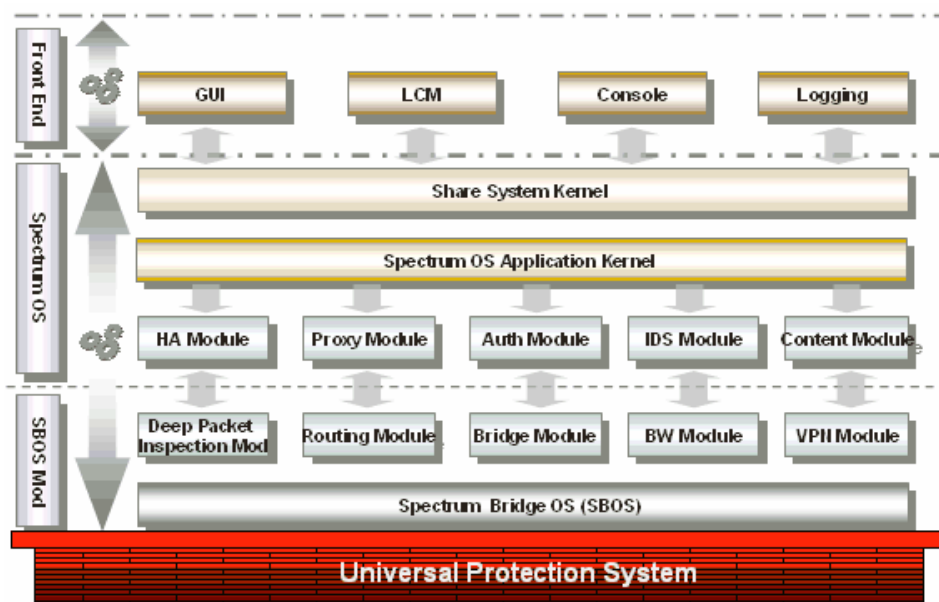 Front End
GUI
LCM
Console
Logging
Spectrum OS
Share System Kernel
Spectrum OS Application Kernel
HA Module
Proxy Module
Auth Module
IDS Module
Content Module
SBOS Mod
Deep Packet
Inspection Mod
Routing Module
Bridge Module
BW Module
VPN Module
Spectrum Bridge OS (SBOS)
Universal Protection System